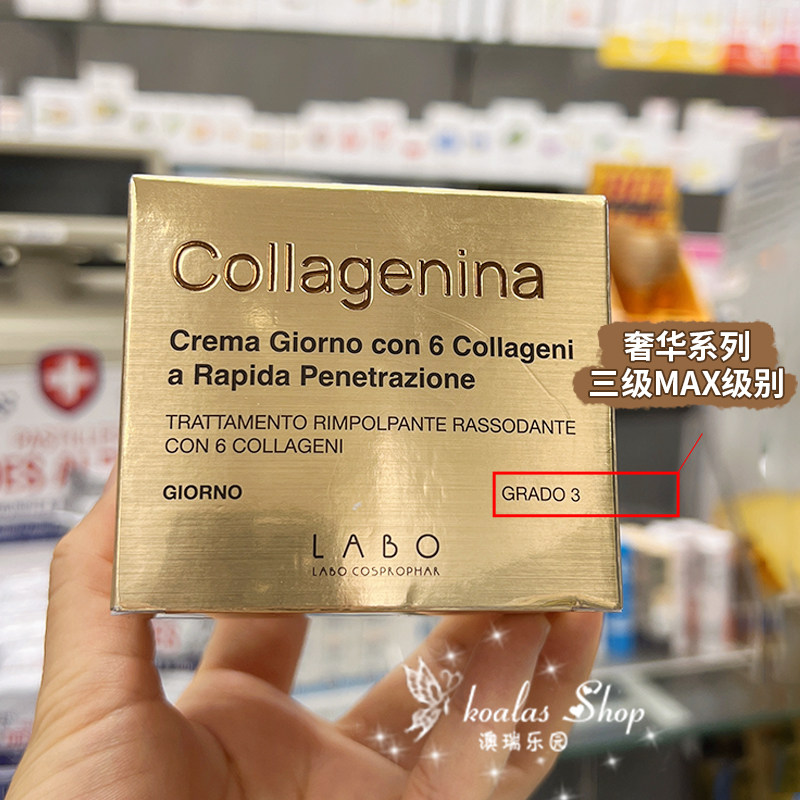 Collagenina
Crema Giorno con 6 Collageni
a Rapida Penetrazione
TRATTAMENTO RIMPOLPANTE RASSODANTE
CON 6 COLLAGENI
GIORNO
GRADO 3
LABO
LABO COSPROPHAR
奢华系列
三级MAX级别
koalas Shop
澳瑞乐园